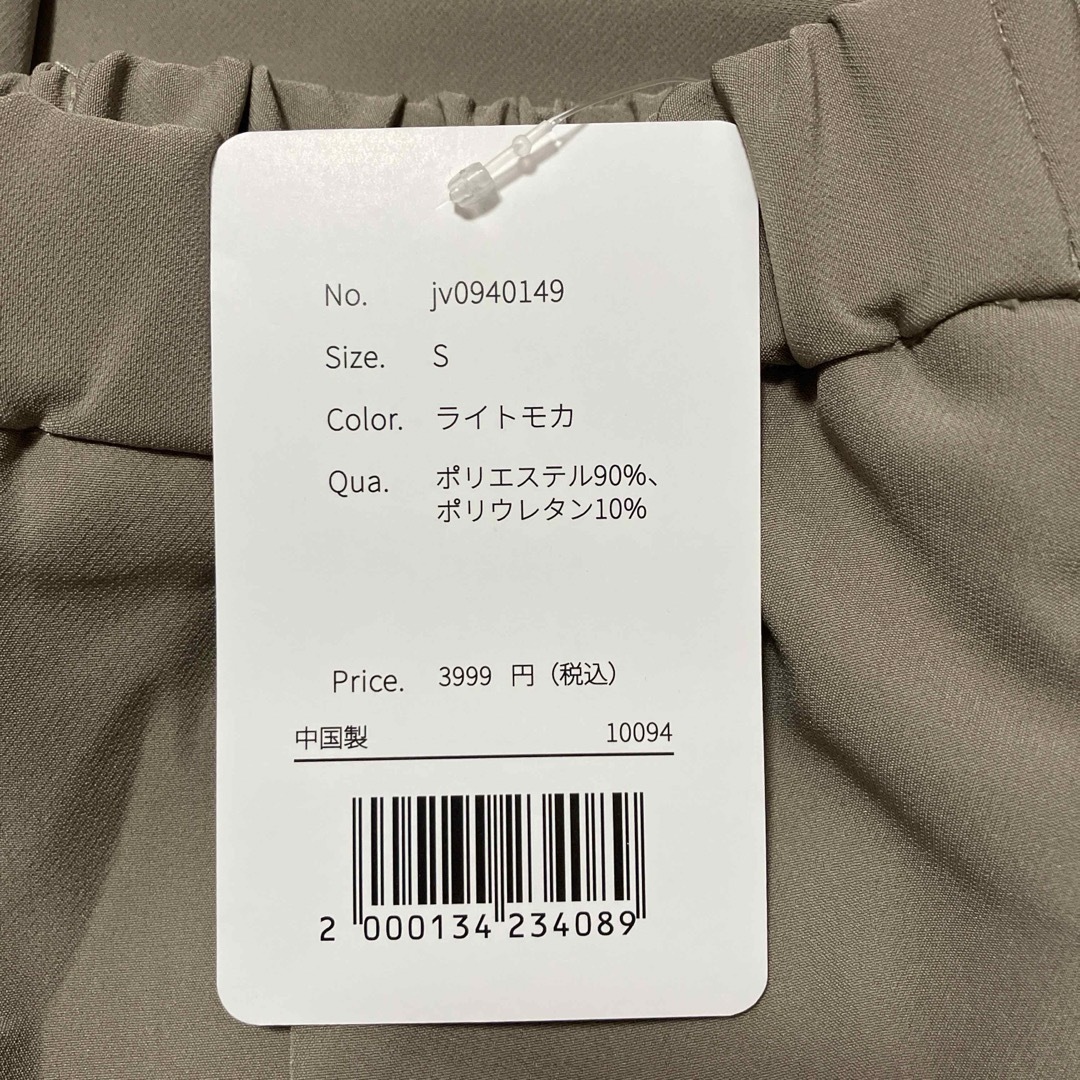 No. jv0940149
Size. S
Color. ライトモカ
Qua. ポリエステル90%、
ポリウレタン10%
Price. 3999 円（税込）
中国製 10094
2 000134 234089